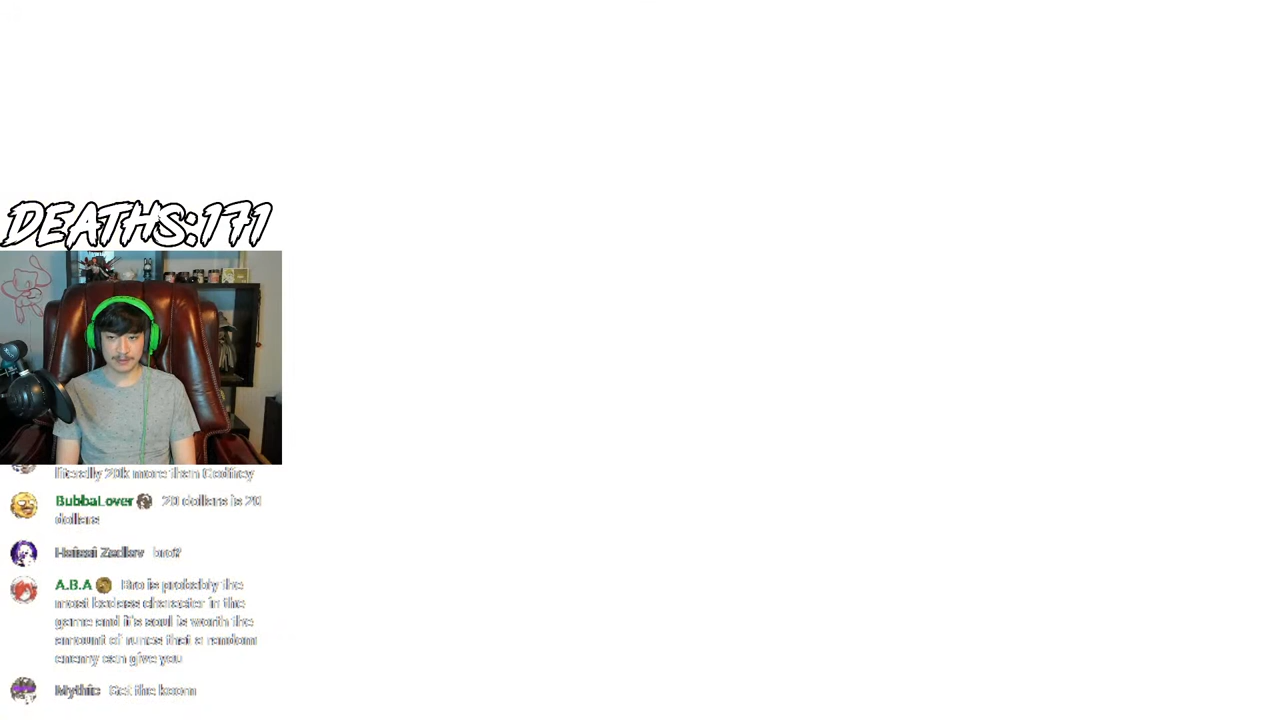 DEATHS:171
literally 20k more than Godfrey
BubbaLover 20 dollars is 20
dollars
bro?
A.B.A Bro is probably the
most badass character in the
game and it's soul is worth the
amount of runes that a random
enemy can give you
Mythic Get the koom